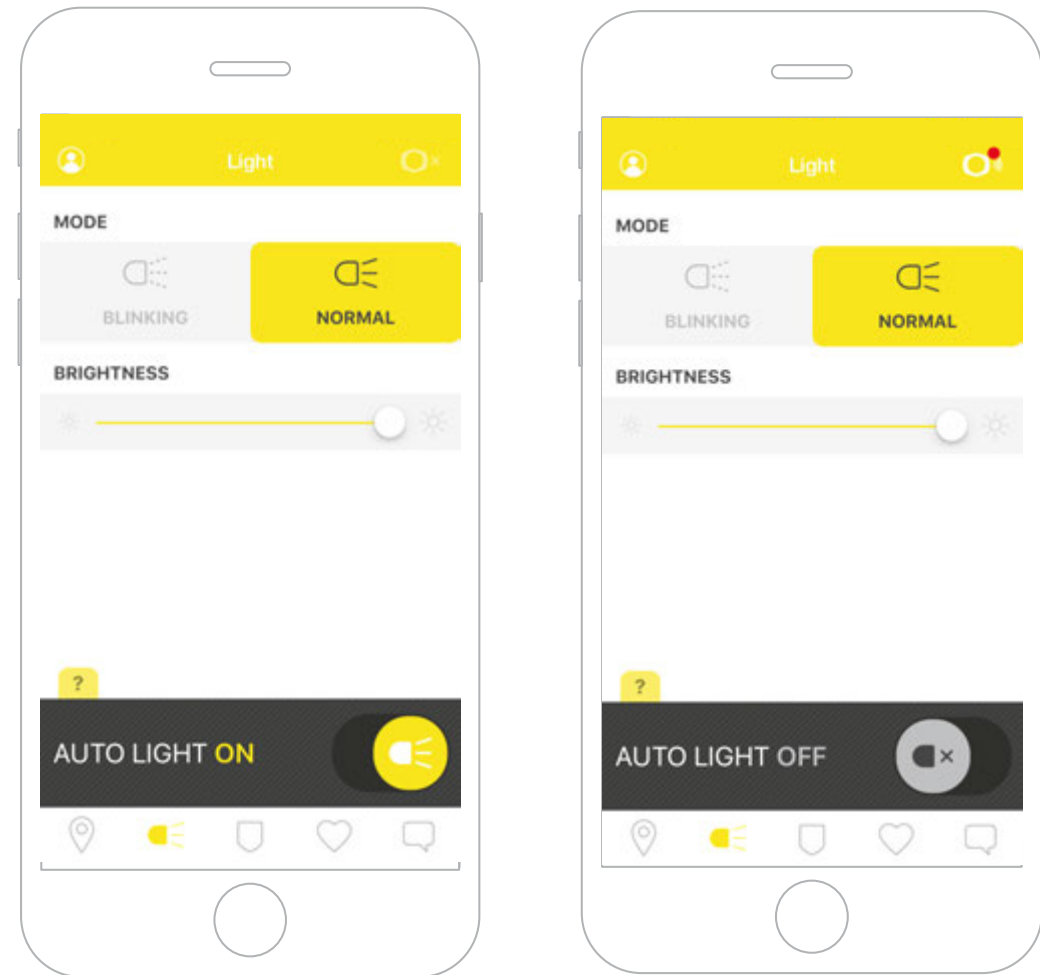 Light
MODE
BLINKING NORMAL
BRIGHTNESS
?
AUTO LIGHT ON
Light
MODE
BLINKING NORMAL
BRIGHTNESS
?
AUTO LIGHT OFF